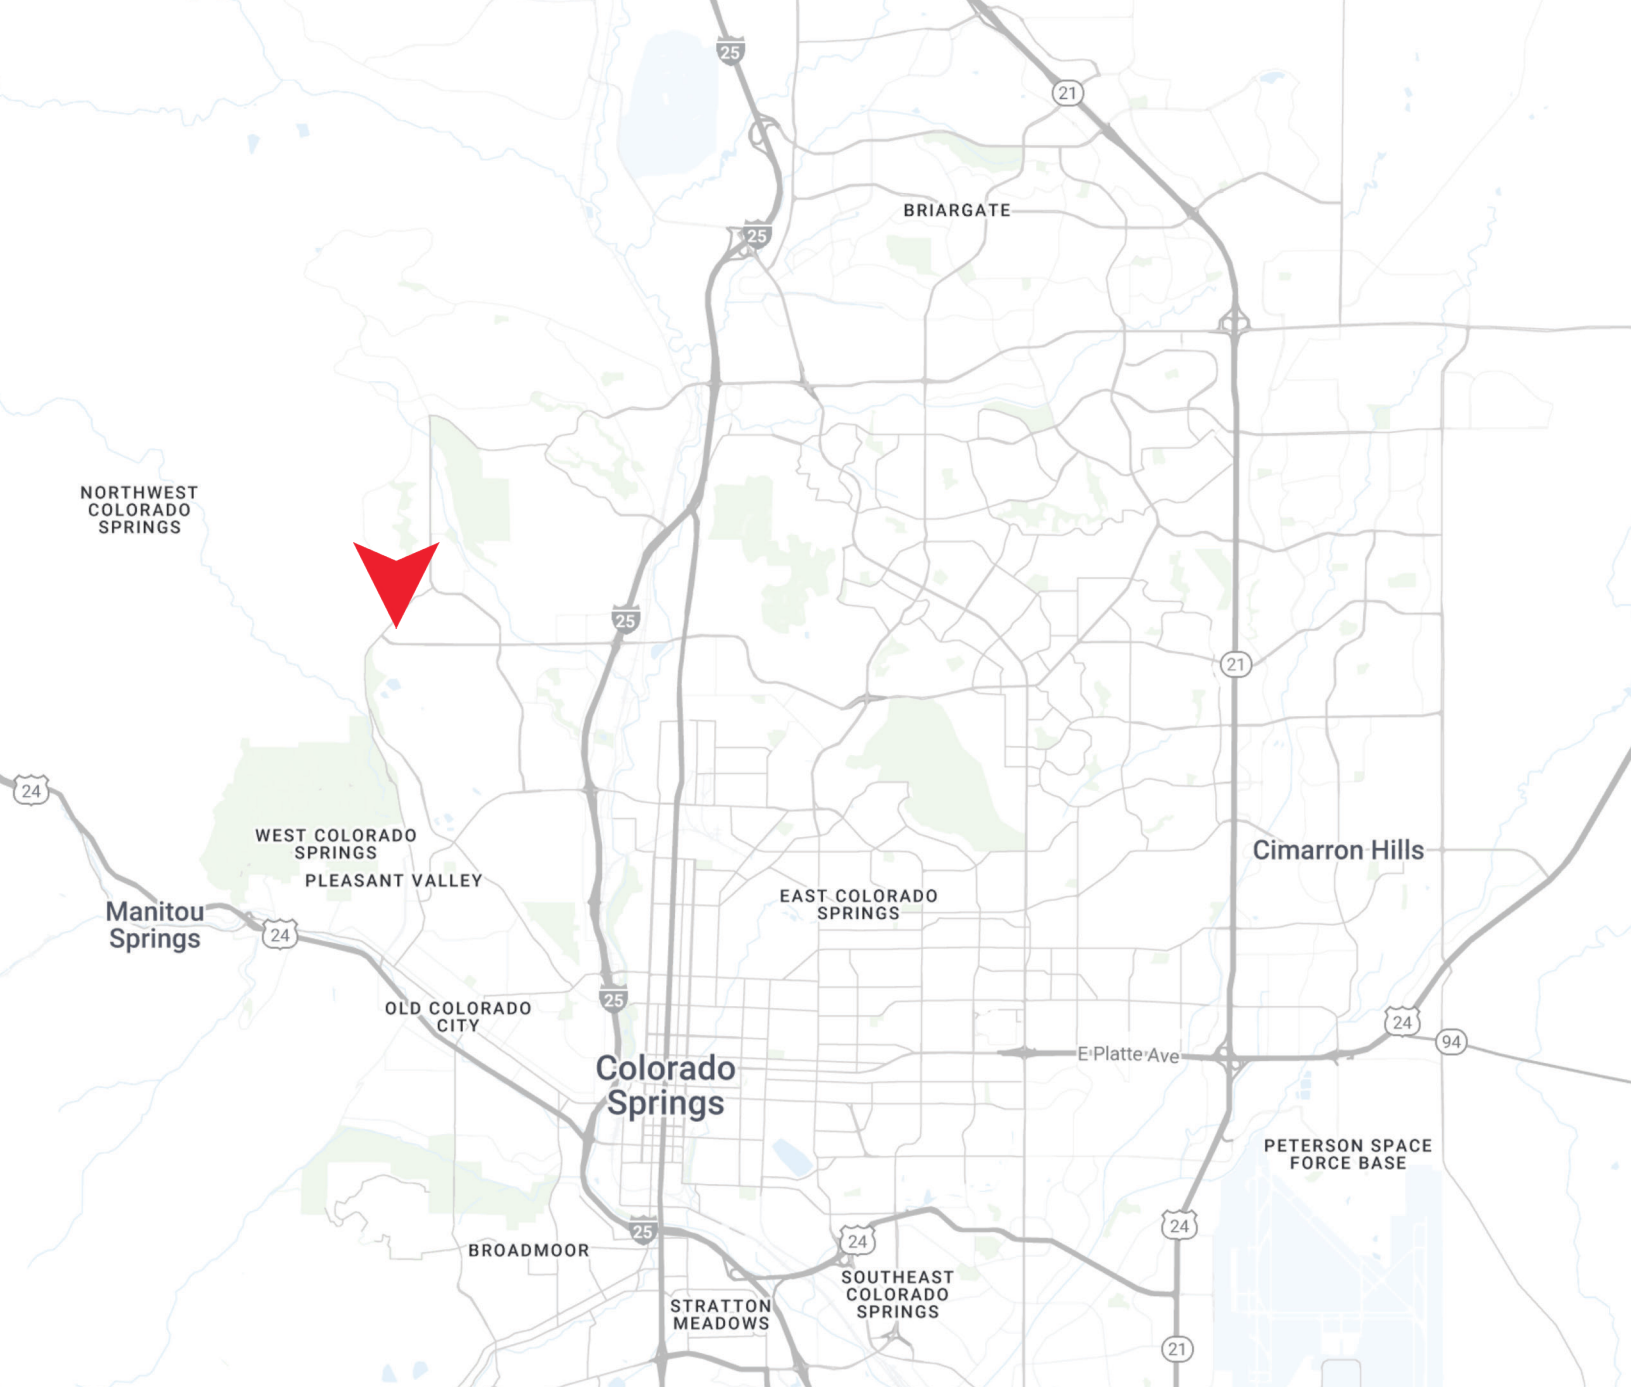 25
21
BRIARGATE
25
NORTHWEST
COLORADO
SPRINGS
25
21
24
WEST COLORADO
SPRINGS
PLEASANT VALLEY
Cimarron Hills
EAST COLORADO
SPRINGS
Manitou
Springs
24
OLD COLORADO
CITY
25
24
94
E Platte Ave
Colorado
Springs
PETERSON SPACE
FORCE BASE
25
24
24
BROADMOOR
SOUTHEAST
COLORADO
SPRINGS
STRATTON
MEADOWS
21